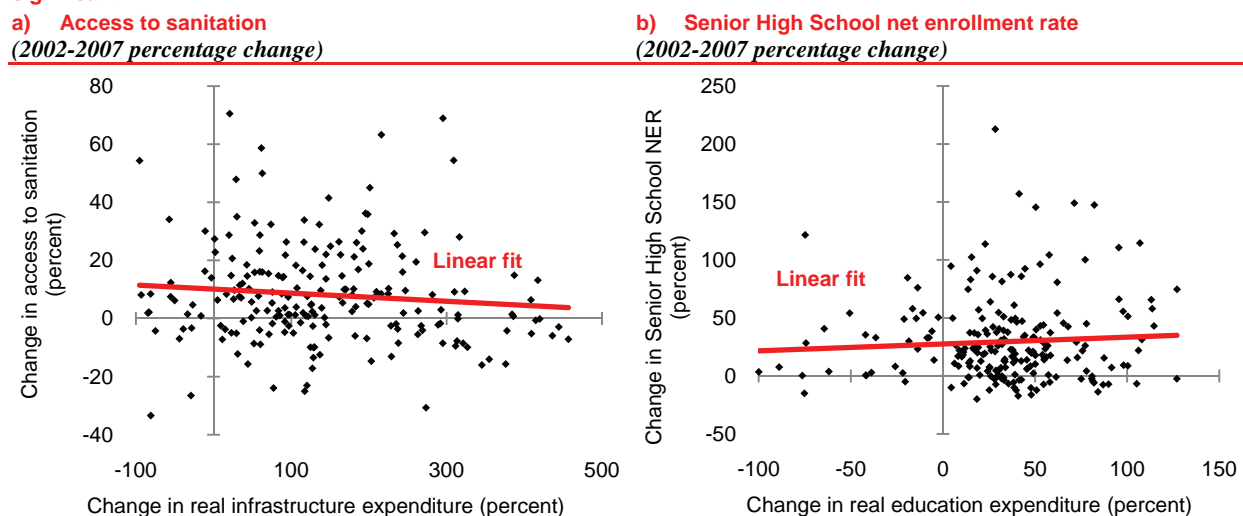 a) Access to sanitation
(2002-2007 percentage change)
80
60
40
20
0
-20
-40
-100
100
300
500
Change in access to sanitation
(percent)
Linear fit
Change in real infrastructure expenditure (percent)
b) Senior High School net enrollment rate
(2002-2007 percentage change)
250
200
150
100
50
0
-50
-100
-50
0
50
100
150
Change in Senior High School NER
(percent)
Linear fit
Change in real education expenditure (percent)